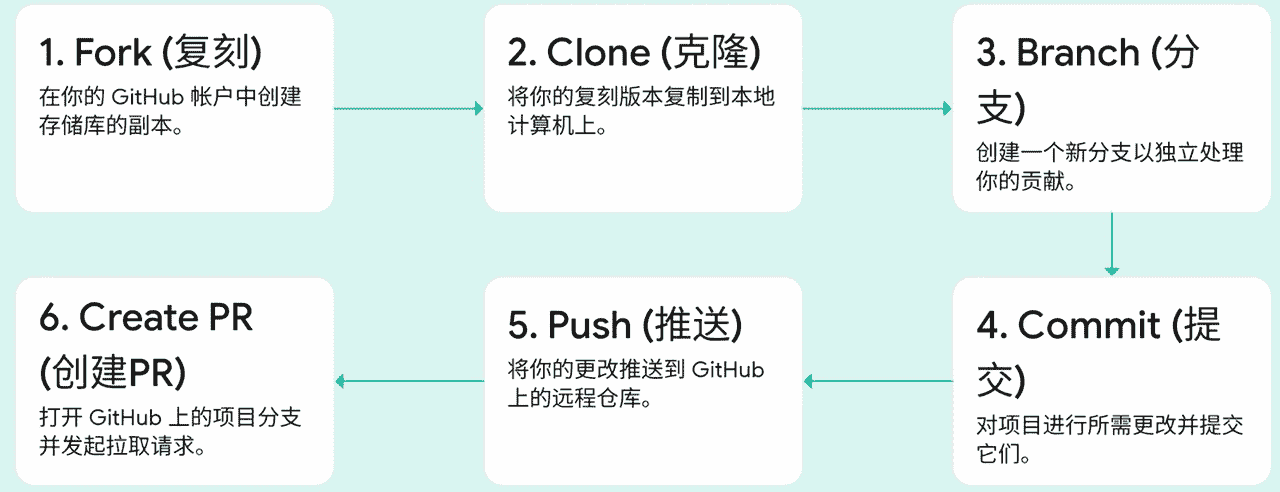 1. Fork (复刻)
在你的 GitHub 帐户中创建
存储库的副本。
2. Clone (克隆)
将你的复刻版本复制到本地
计算机上。
3. Branch (分
支)
创建一个新分支以独立处理
你的贡献。
4. Commit (提
交)
对项目进行所需更改并提交
它们。
5. Push (推送)
将你的更改推送到 GitHub
上的远程仓库。
6. Create PR
(创建PR)
打开 GitHub 上的项目分支
并发起拉取请求。